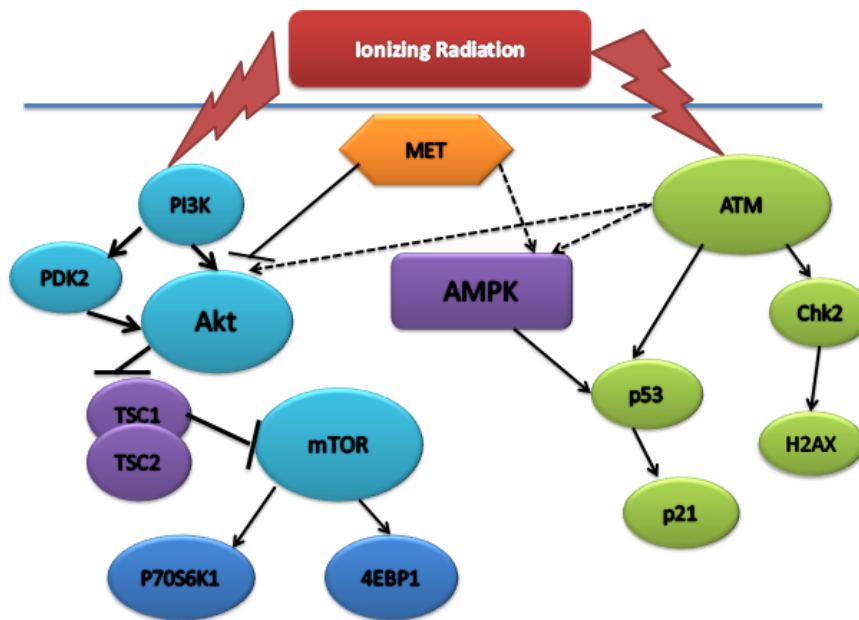 Ionizing Radiation
MET
PI3K
ATM
PDK2
AMPK
Akt
Chk2
p53
TSC1
mTOR
H2AX
TSC2
p21
P70S6K1
4EBP1